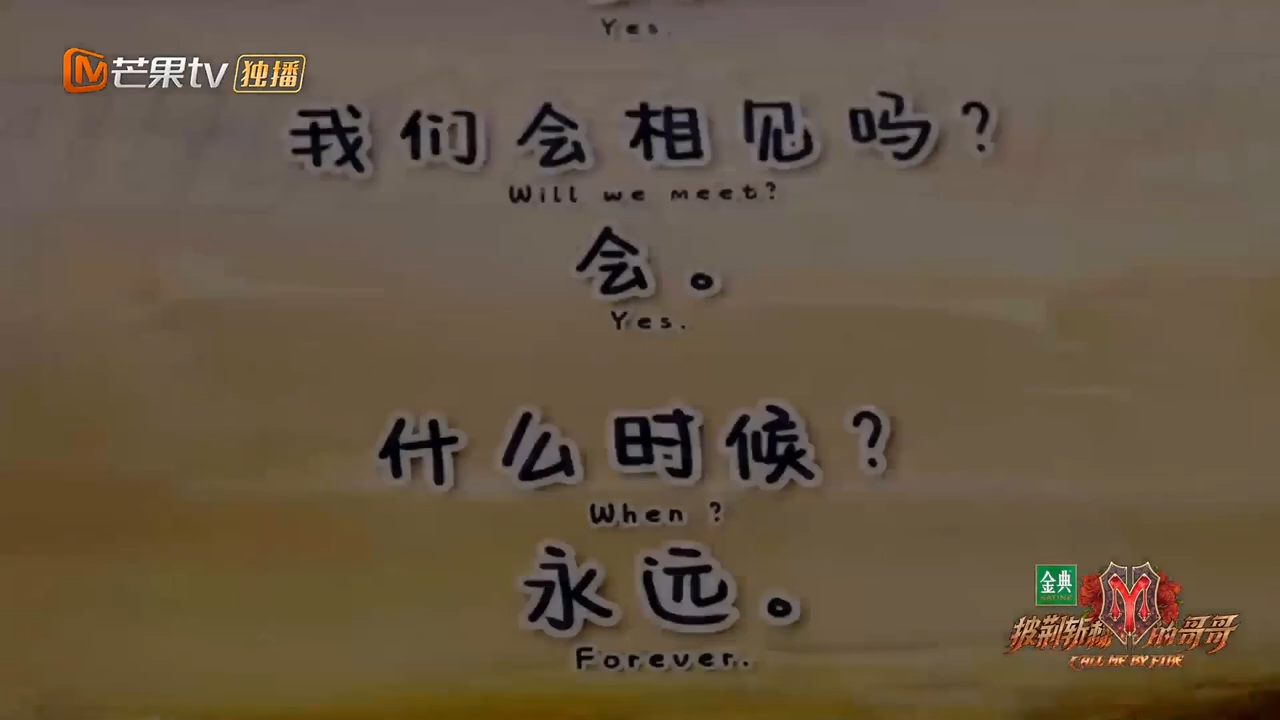 Yes.
芒果tv 独播
我们会相见吗?
Will we meet?
会。
Yes.
什么时候?
When ?
永远。
Forever.
金典
SATINE
披荆斩棘的哥哥
CALL ME BY FIRE